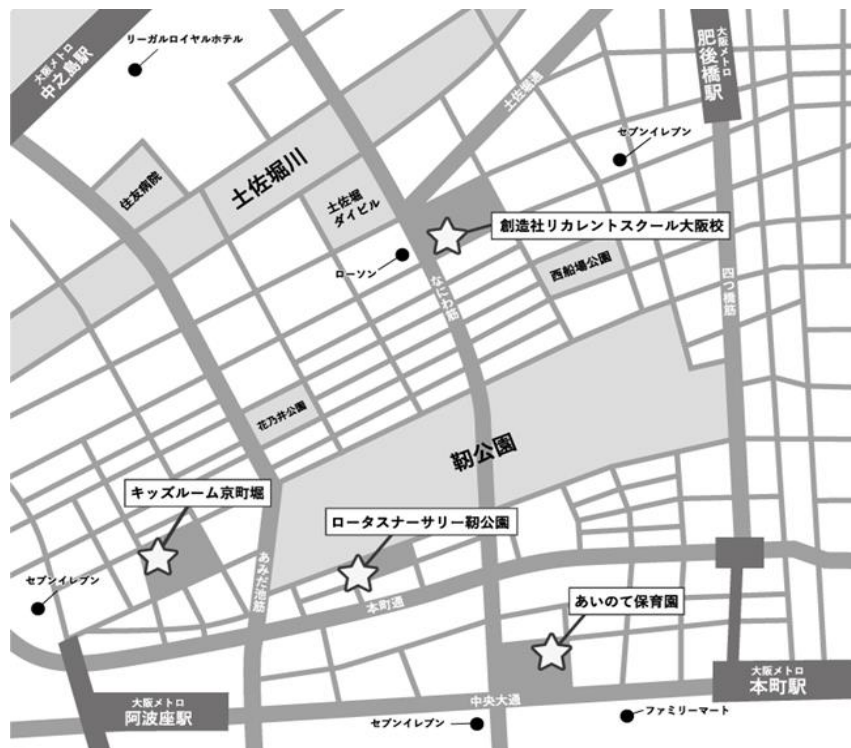 リーガルロイヤルホテル
大阪メトロ
中之島駅
大阪メトロ
肥後橋駅
土佐堀通
セブンイレブン
住友病院
土佐堀川
土佐堀
ダイビル
創造社リカレントスクール大阪校
ローソン
西船場公園
なにわ筋
四つ橋筋
花乃井公園
靭公園
キッズルーム京町堀
ロータスナーサリー靭公園
あみだ池筋
セブンイレブン
本町通
あいのて保育園
大阪メトロ
本町駅
大阪メトロ
阿波座駅
中央大通
セブンイレブン
ファミリーマート